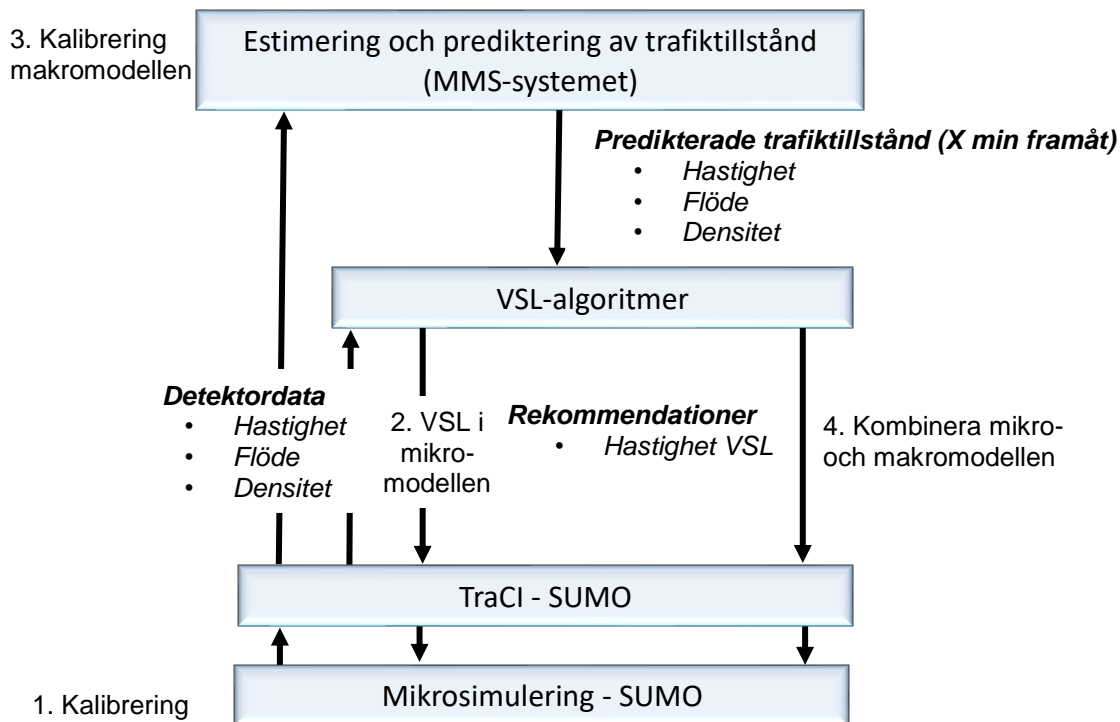 3. Kalibrering
makromodellen
Estimering och prediktering av trafiktillstånd
(MMS-systemet)
Predikterade trafiktillstånd (X min framåt)
• Hastighet
• Flöde
• Densitet
VSL-algoritmer
Detektordata
• Hastighet
• Flöde
• Densitet
2. VSL i
mikro-
modellen
Rekommendationer
• Hastighet VSL
4. Kombinera mikro-
och makromodellen
TraCI - SUMO
Mikrosimulering - SUMO
1. Kalibrering